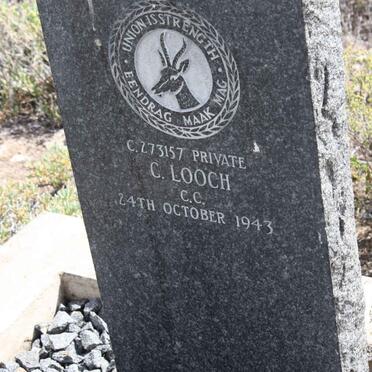 UNION IS STRENGTH
EENDRAG MAAK MAG
C.273157 PRIVATE
C. LOOCH
C.C.
24TH OCTOBER 1943